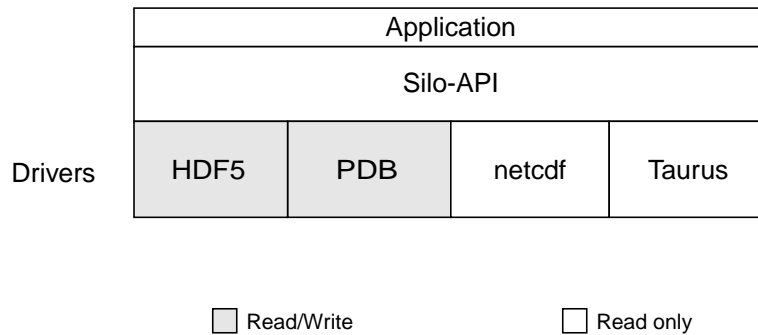 Application
Silo-API
Drivers HDF5 PDB netcdf Taurus
Read/Write Read only